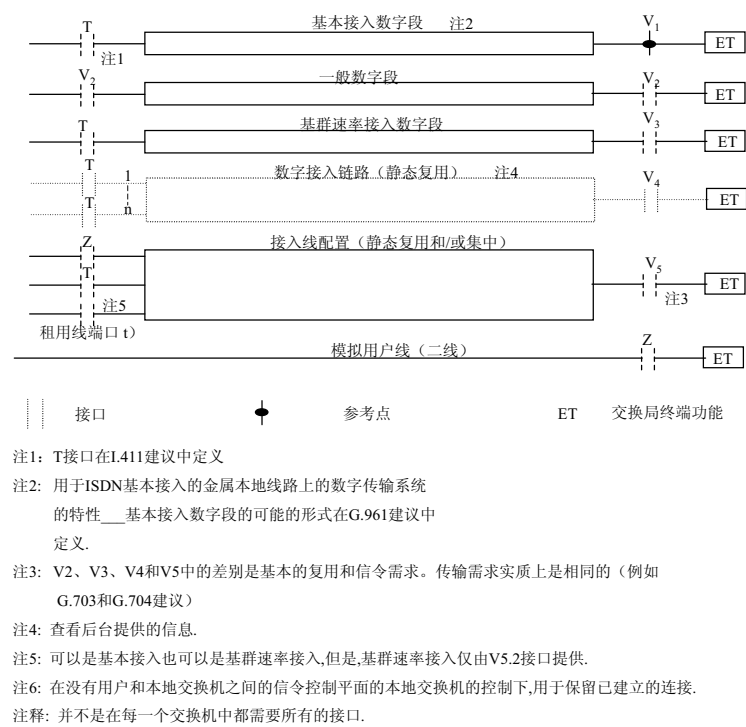 T
基本接入数字段 注2
V1
注1
ET
V2
一般数字段
V2
ET
T
基群速率接入数字段
V3
ET
T
1
数字接入链路（静态复用） 注4
V4
T
n
ET
Z
接入线配置（静态复用和/或集中）
T
V5
ET
注5
注3
租用线端口 t）
模拟用户线（二线）
Z
ET
接口
参考点
ET 交换局终端功能
注1：T接口在I.411建议中定义
注2: 用于ISDN基本接入的金属本地线路上的数字传输系统
的特性___基本接入数字段的可能的形式在G.961建议中
定义.
注3: V2、V3、V4和V5中的差别是基本的复用和信令需求。传输需求实质上是相同的（例如
G.703和G.704建议）
注4: 查看后台提供的信息.
注5: 可以是基本接入也可以是基群速率接入,但是,基群速率接入仅由V5.2接口提供.
注6: 在没有用户和本地交换机之间的信令控制平面的本地交换机的控制下,用于保留已建立的连接.
注释: 并不是在每一个交换机中都需要所有的接口.